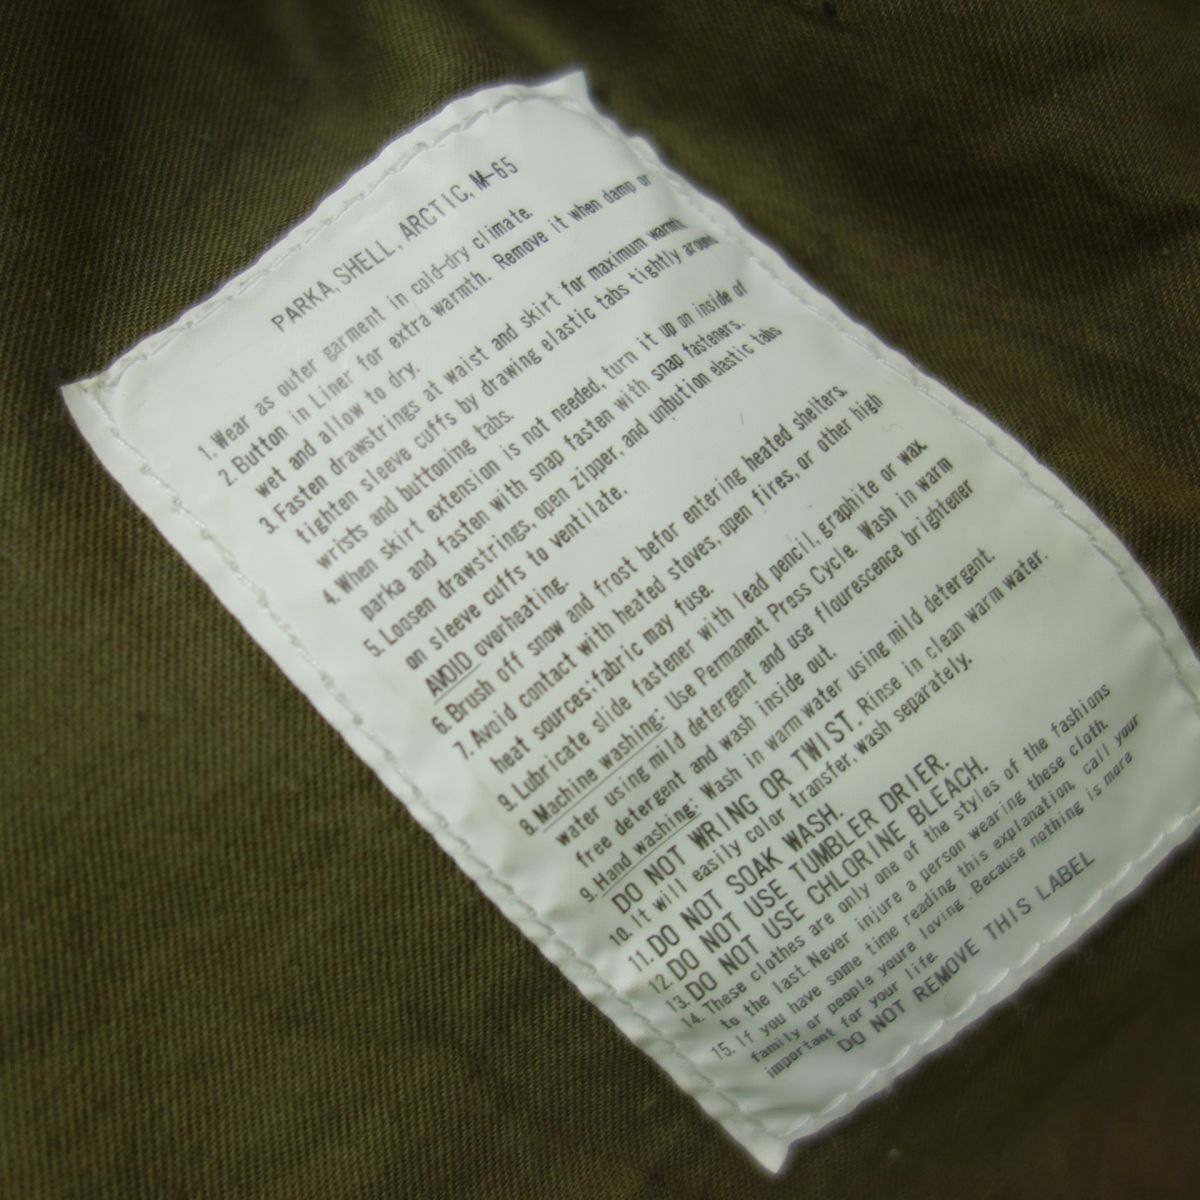 PARKA, SHELL, ARCTIC, M-65
1. Wear as outer garment in cold-dry climate.
2. Button in Liner for extra warmth. Remove it when damp or
wet and allow to dry.
3. Fasten drawstrings at waist and skirt for maximum warmt
tighten sleeve cuffs by drawing elastic tabs tightly around
wrists and buttoning tabs.
4. When skirt extension is not needed, turn it up on inside of
parka and fasten with snap fasten with snap fasteners.
5. Loosen drawstrings, open zipper, and unbution elastic tabs
on sleeve cuffs to ventilate.
AVOID overheating.
6. Brush off snow and frost befor entering heated shelters.
7. Avoid contact with heated stoves, open fires, or other high
heat sources; fabric may fuse.
9. Lubricate slide fastener with lead pencil, graphite or wax.
8. Machine washing: Use Permanent Press Cycle. Wash in warm
water using mild detergent and use flourescence brightener
free detergent and wash inside out.
9. Hand washing: Wash in warm water using mild detergent.
DO NOT WRING OR TWIST. Rinse in clean warm water.
10. It will easily color transfer, wash separately.
11. DO NOT SOAK WASH.
12. DO NOT USE TUMBLER DRIER.
13. DO NOT USE CHLORINE BLEACH.
14. These clothes are only one of the styles of the fashions
to the last. Never injure a person wearing these cloth.
15. If you have some time reading this explanation, call your
family or people youre loving. Because nothing is more
important for your life.
DO NOT REMOVE THIS LABEL